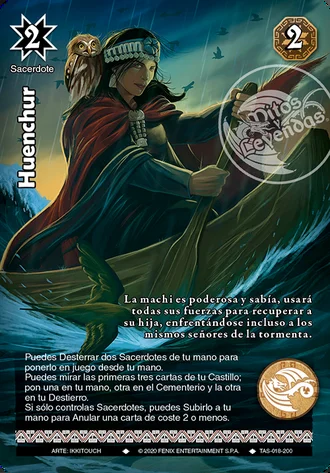 2
2
Sacerdote
Huenchur
Mitos
Leyendas
La machi es poderosa y sabía, usará
todas sus fuerzas para recuperar a
su hija, enfrentándose incluso a los
mismos señores de la tormenta.
Puedes Desterrar dos Sacerdotes de tu mano para
ponerlo en juego desde tu mano.
Puedes mirar las primeras tres cartas de tu Castillo;
pon una en tu mano, otra en el Cementerio y la otra
en tu Destierro.
Si sólo controlas Sacerdotes, puedes Subirlo a tu
mano para Anular una carta de coste 2 o menos.
ARTE: IKKITOUCH
© 2020 FENIX ENTERTAINMENT S.P.A.
TAS-018-200